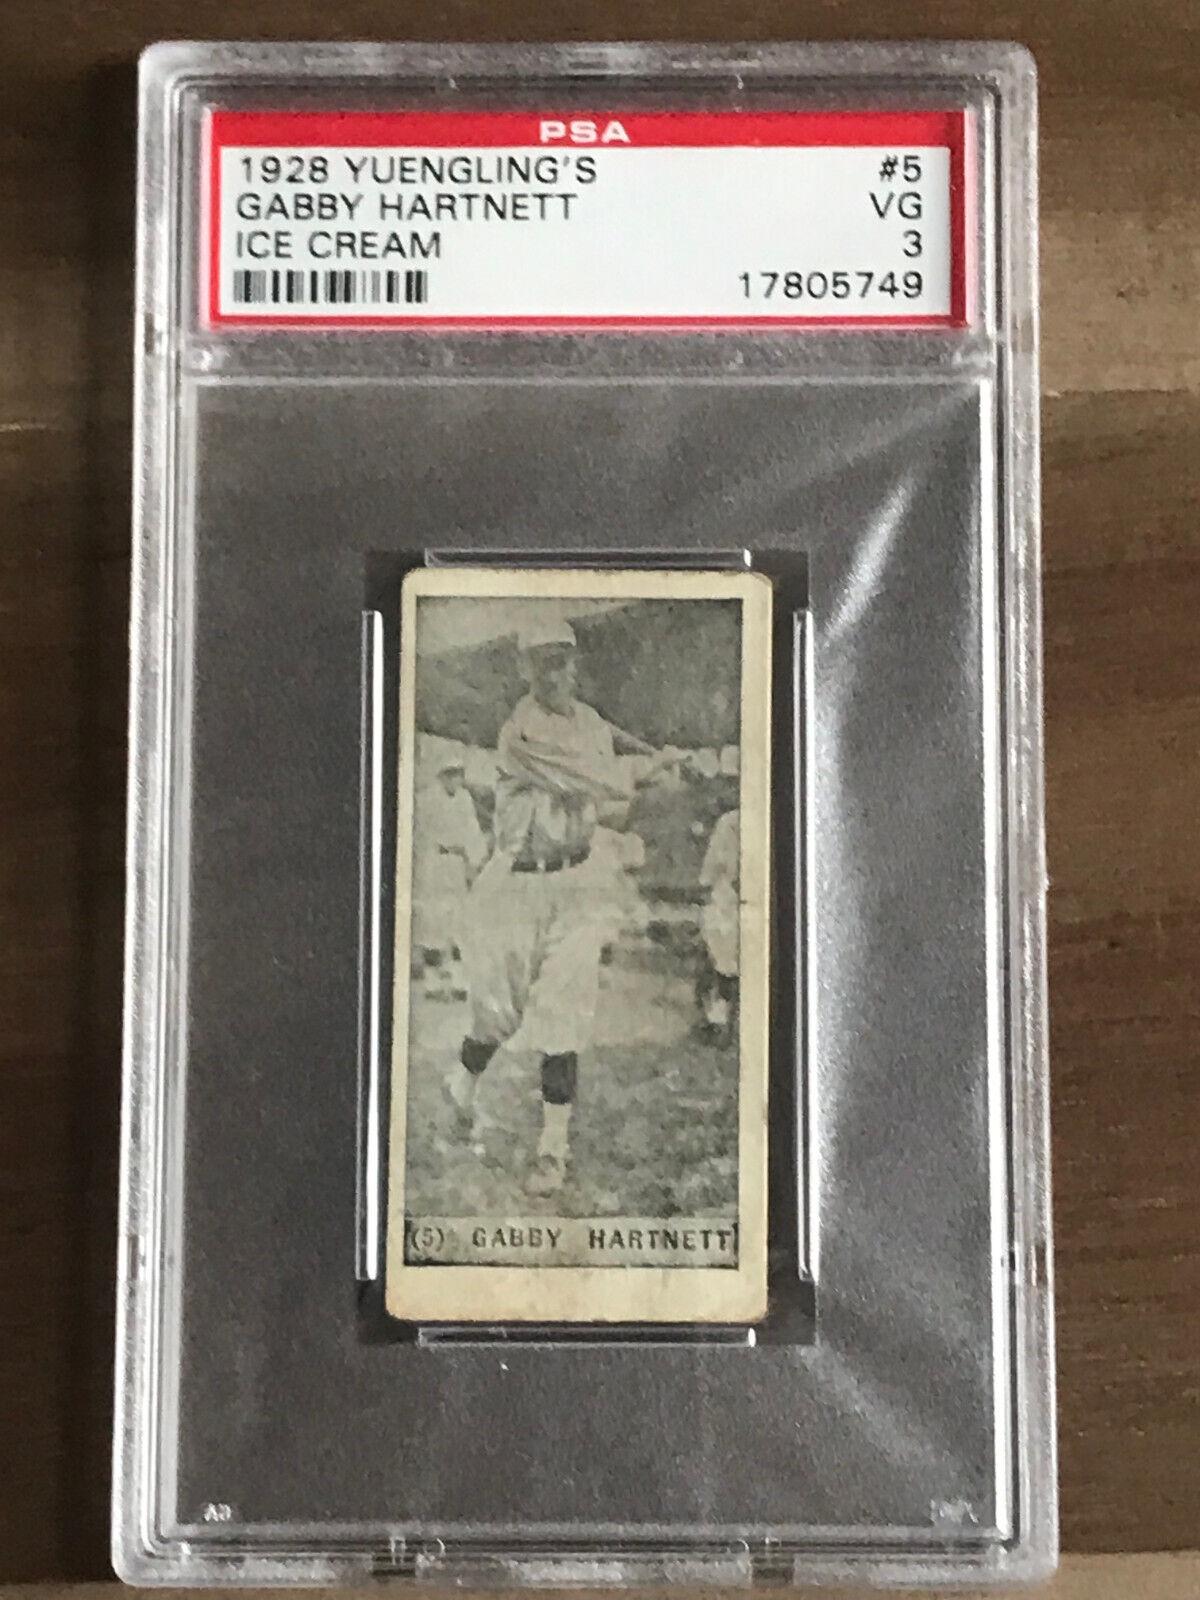 PSA
1928 YUENGLING'S #5
GABBY HARTNETT VG
ICE CREAM 3
17805749
(5) GABBY HARTNETT